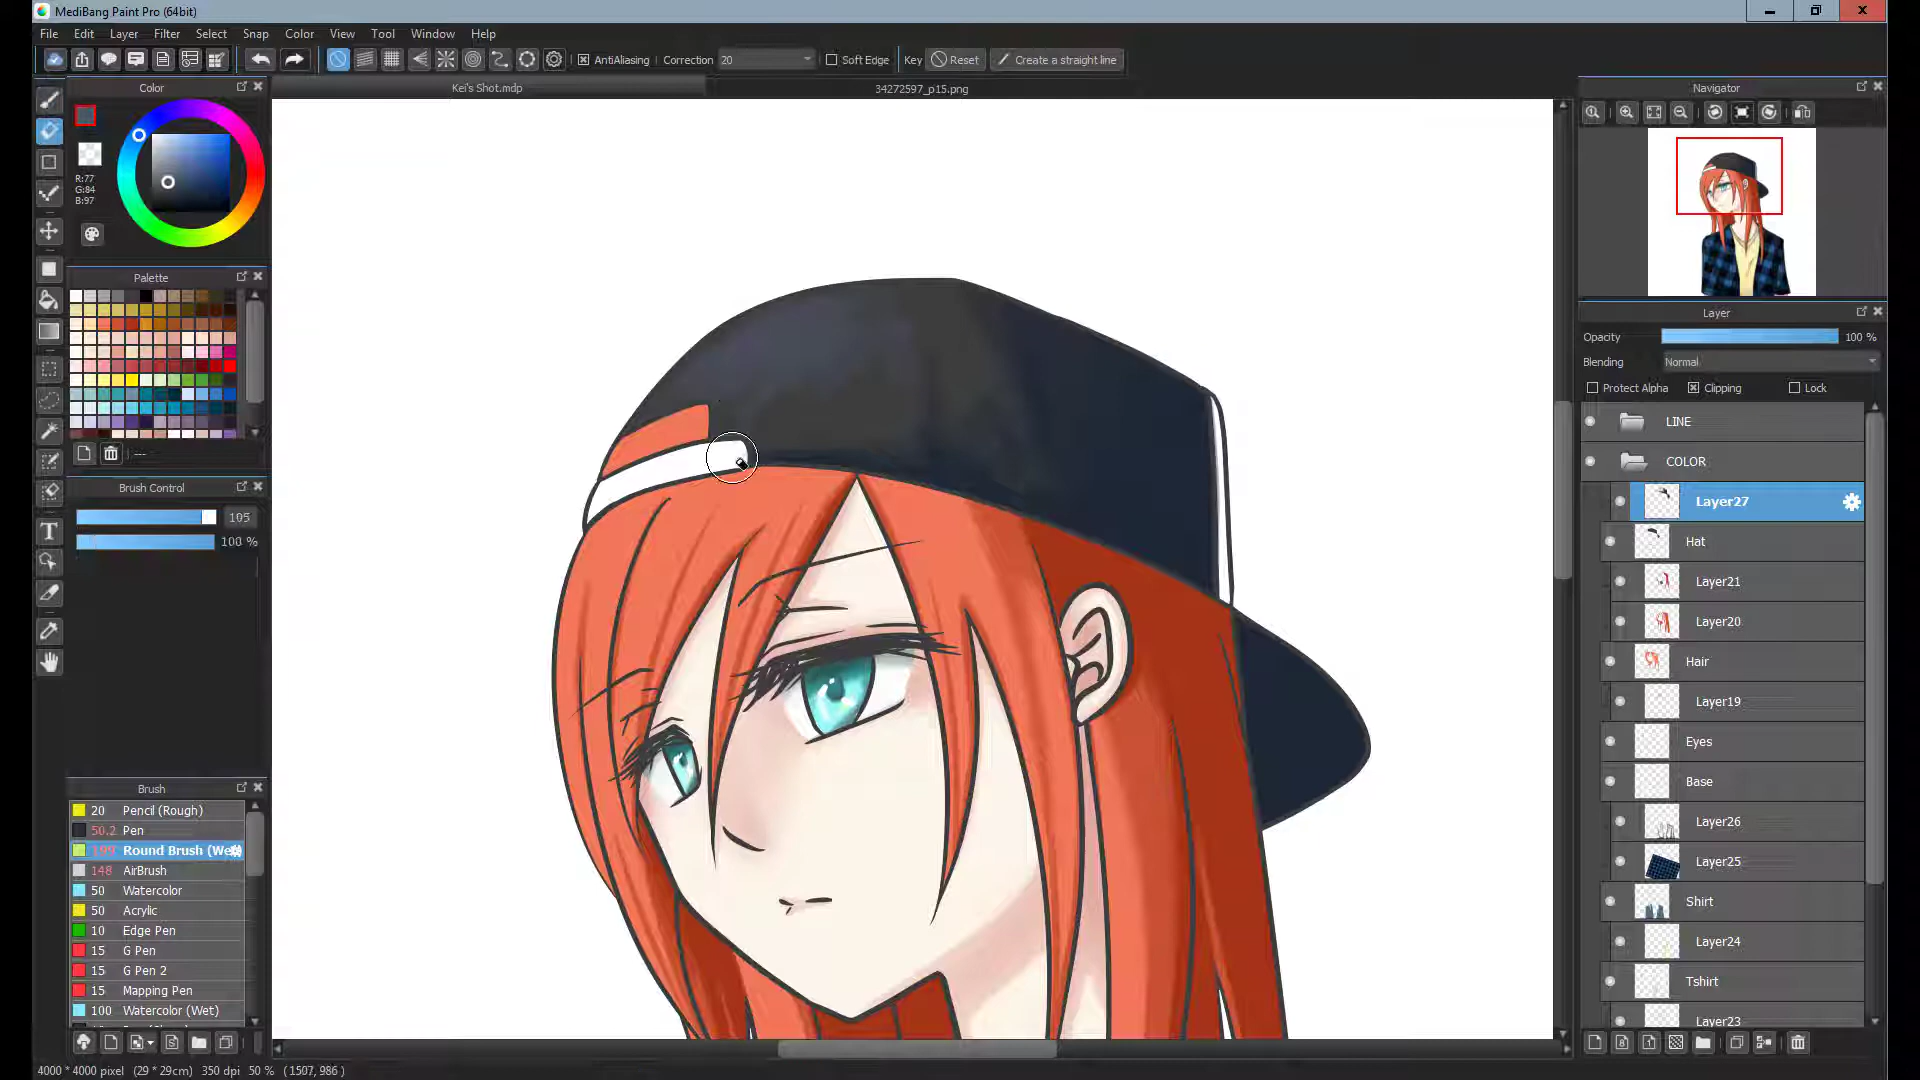 MediBang Paint Pro (64bit)
File Edit Layer Filter Select Snap Color View Tool Window Help
AntiAliasing Correction 20 Soft Edge Key Reset Create a straight line
Color
Kei's Shot.mdp
34272597_p15.png
Navigator
R:77
G:84
B:97
Palette
---
Brush Control
105
100 %
Layer
Opacity 100 %
Blending Normal
Protect Alpha Clipping Lock
LINE
COLOR
Layer27
Hat
Layer21
Layer20
Hair
Layer19
Eyes
Base
Layer26
Layer25
Shirt
Layer24
Tshirt
Layer23
Brush
20 Pencil (Rough)
50.2 Pen
199 Round Brush (We
148 AirBrush
50 Watercolor
50 Acrylic
10 Edge Pen
15 G Pen
15 G Pen 2
15 Mapping Pen
100 Watercolor (Wet)
4000 * 4000 pixel (29 * 29cm) 350 dpi 50 % ( 1507, 986 )